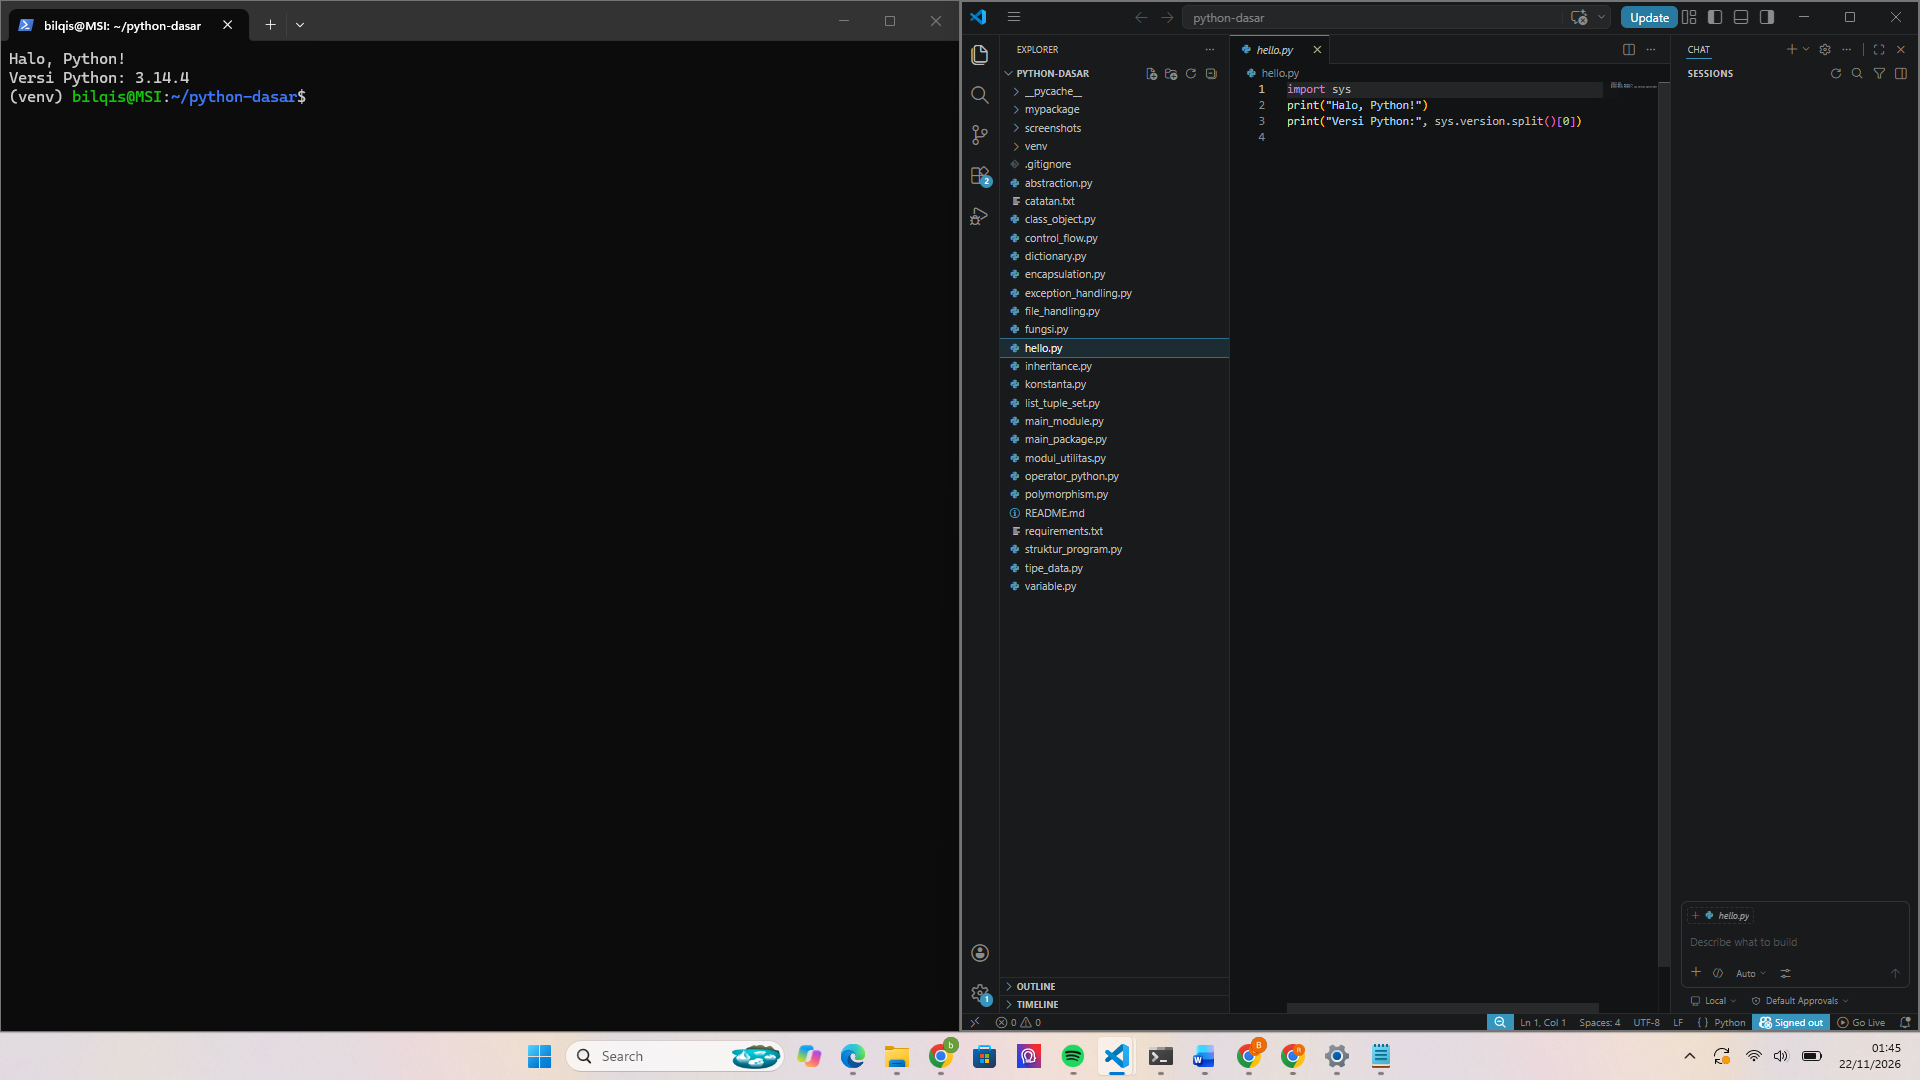 bilqis@MSI: ~/python-dasar
Halo, Python!
Versi Python: 3.14.4
(venv) bilqis@MSI:~/python-dasar$
python-dasar
Update
EXPLORER
PYTHON-DASAR
__pycache__
mypackage
screenshots
venv
.gitignore
abstraction.py
catatan.txt
class_object.py
control_flow.py
dictionary.py
encapsulation.py
exception_handling.py
file_handling.py
fungsi.py
hello.py
inheritance.py
konstanta.py
list_tuple_set.py
main_module.py
main_package.py
modul_utilitas.py
operator_python.py
polymorphism.py
README.md
requirements.txt
struktur_program.py
tipe_data.py
variable.py
OUTLINE
TIMELINE
hello.py
hello.py
1 import sys
2 print("Halo, Python!")
3 print("Versi Python:", sys.version.split()[0])
4
CHAT
SESSIONS
hello.py
Describe what to build
Auto
Local
Default Approvals
2
1
0 0
Ln 1, Col 1
Spaces: 4
UTF-8
LF
{ } Python
Signed out
Go Live
Search
b
B
R
01:45
22/11/2026